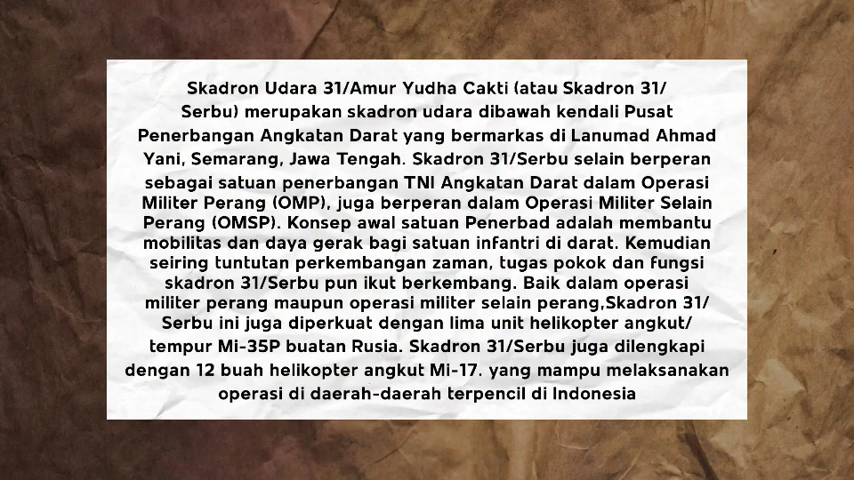 Skadron Udara 31/Amur Yudha Cakti (atau Skadron 31/
Serbu) merupakan skadron udara dibawah kendali Pusat
Penerbangan Angkatan Darat yang bermarkas di Lanumad Ahmad
Yani, Semarang, Jawa Tengah. Skadron 31/Serbu selain berperan
sebagai satuan penerbangan TNI Angkatan Darat dalam Operasi
Militer Perang (OMP), juga berperan dalam Operasi Militer Selain
Perang (OMSP). Konsep awal satuan Penerbad adalah membantu
mobilitas dan daya gerak bagi satuan infantri di darat. Kemudian
seiring tuntutan perkembangan zaman, tugas pokok dan fungsi
skadron 31/Serbu pun ikut berkembang. Baik dalam operasi
militer perang maupun operasi militer selain perang,Skadron 31/
Serbu ini juga diperkuat dengan lima unit helikopter angkut/
tempur Mi-35P buatan Rusia. Skadron 31/Serbu juga dilengkapi
dengan 12 buah helikopter angkut Mi-17. yang mampu melaksanakan
operasi di daerah-daerah terpencil di Indonesia